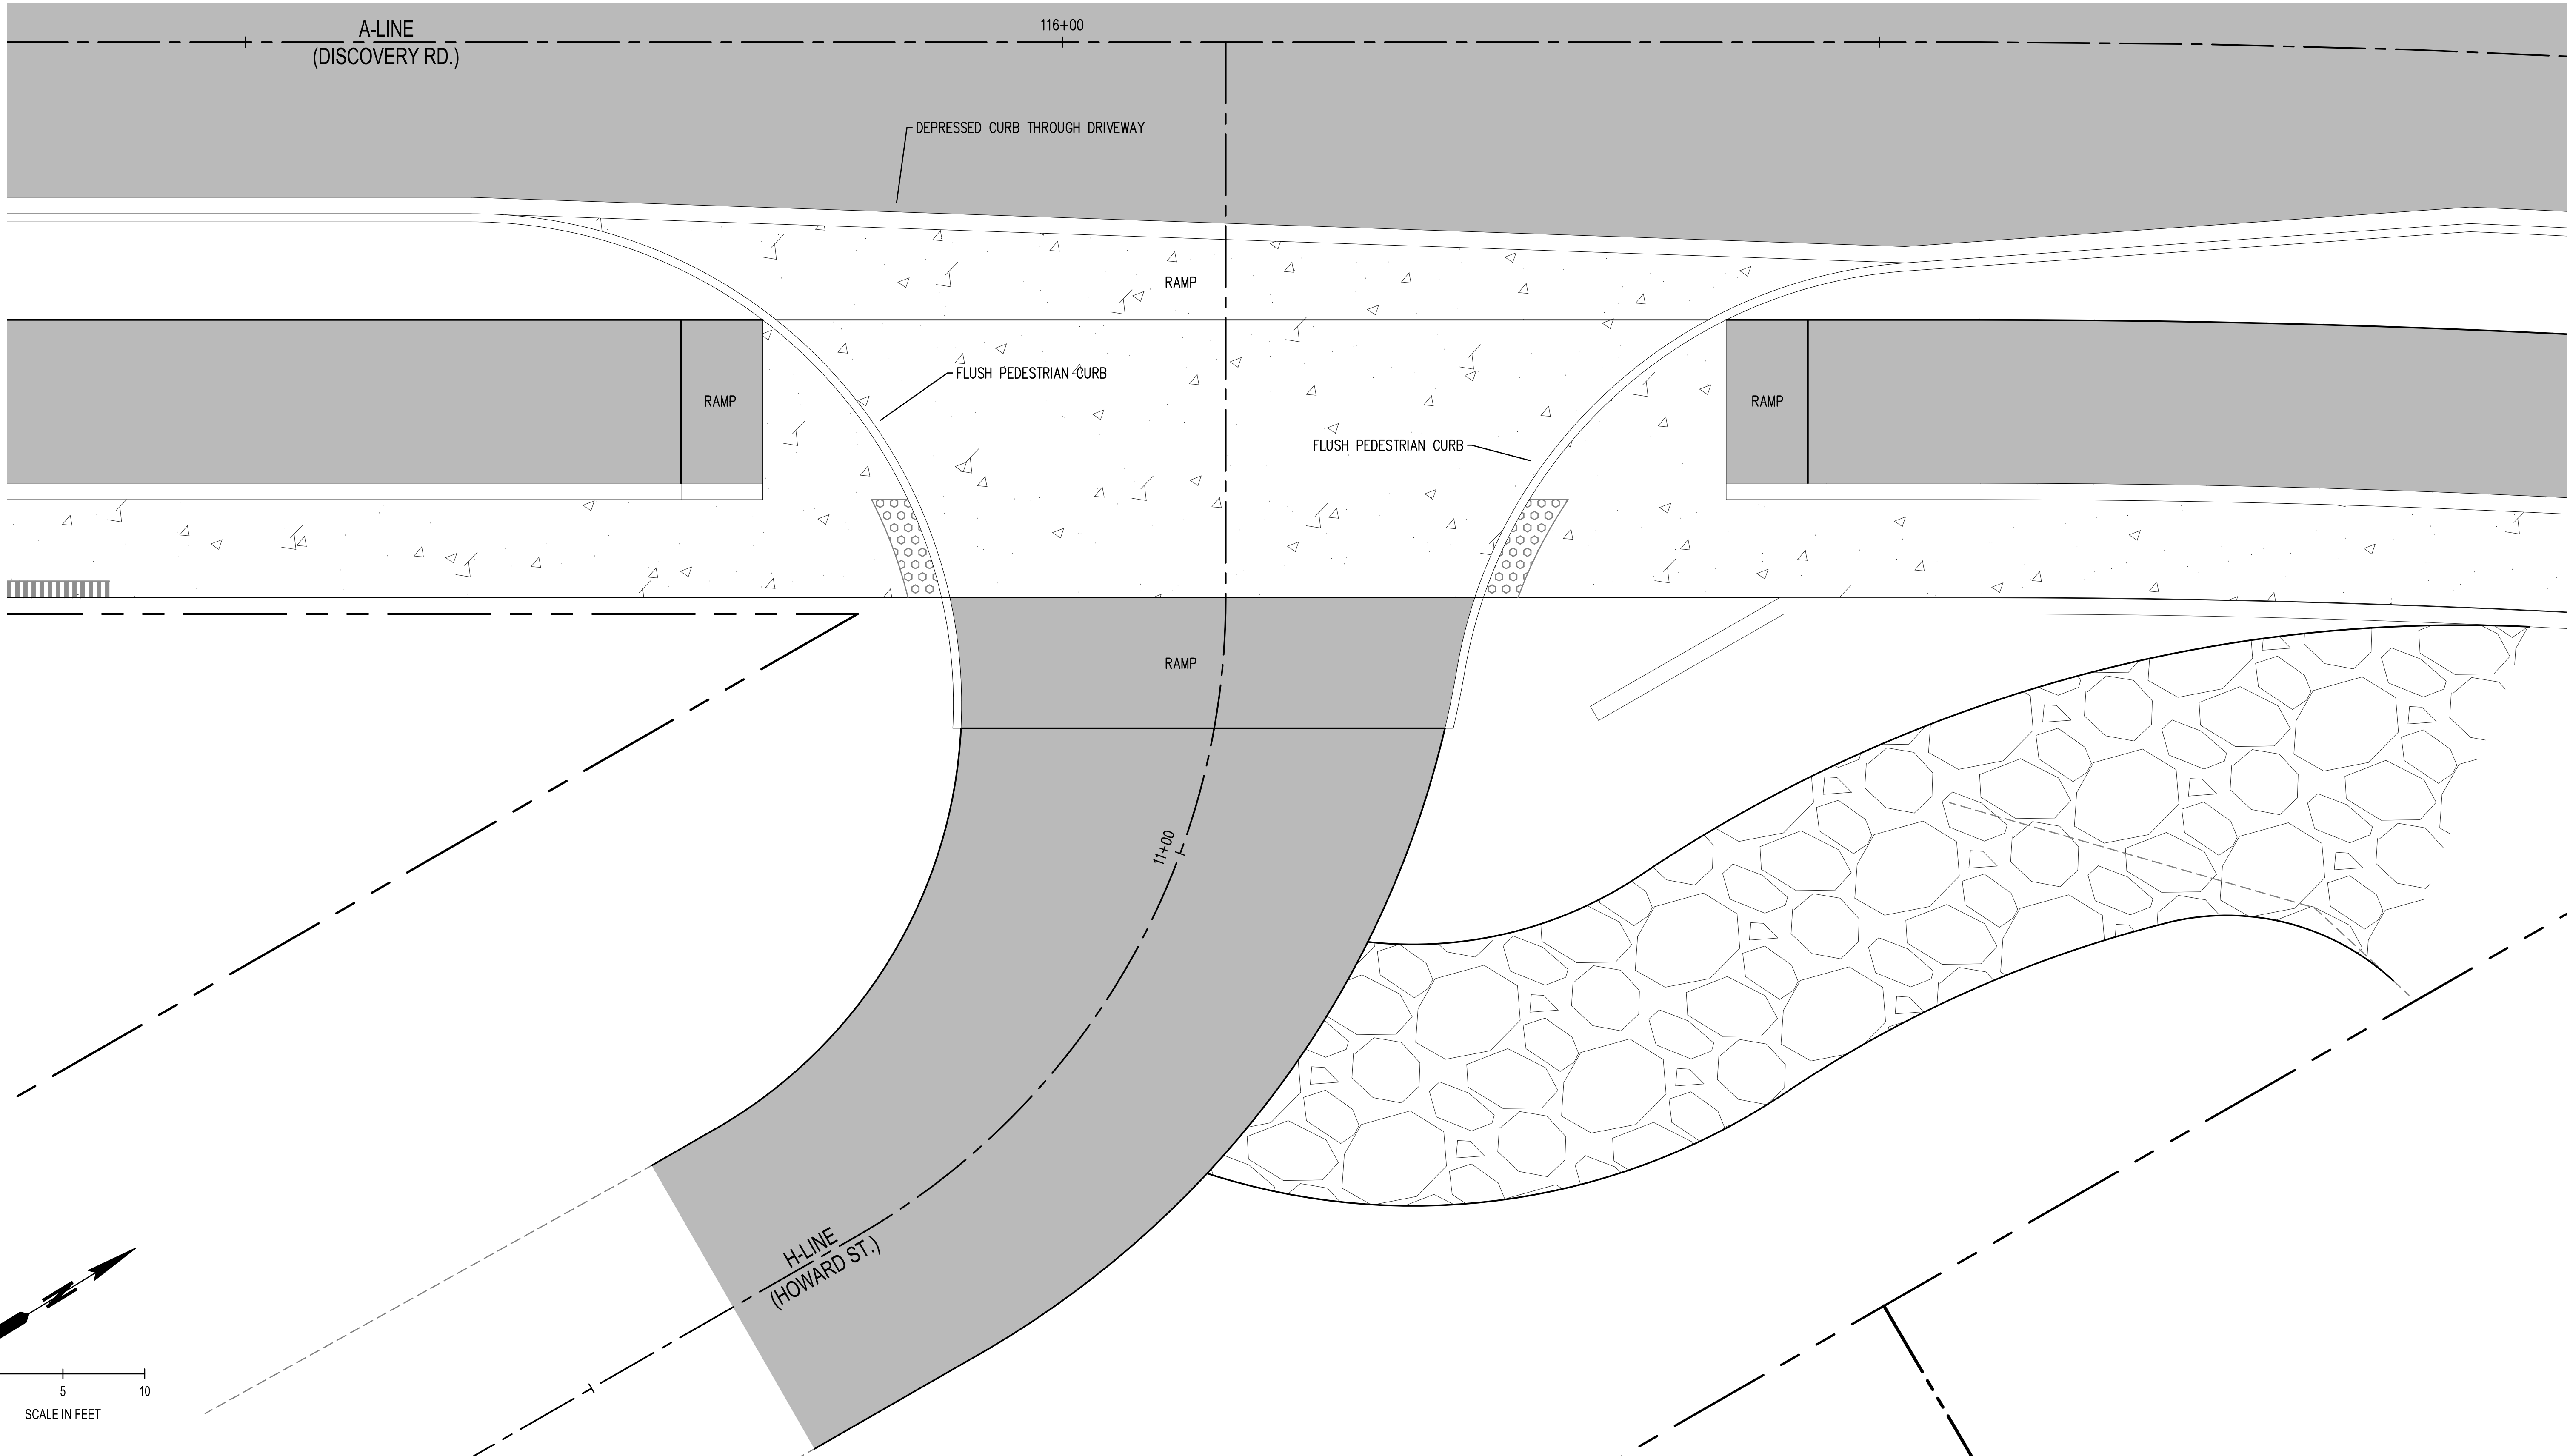 A-LINE
(DISCOVERY RD.)
116+00
DEPRESSED CURB THROUGH DRIVEWAY
RAMP
FLUSH PEDESTRIAN CURB
RAMP
RAMP
FLUSH PEDESTRIAN CURB
RAMP
11+00
H-LINE
(HOWARD ST.)
N
5 10
SCALE IN FEET